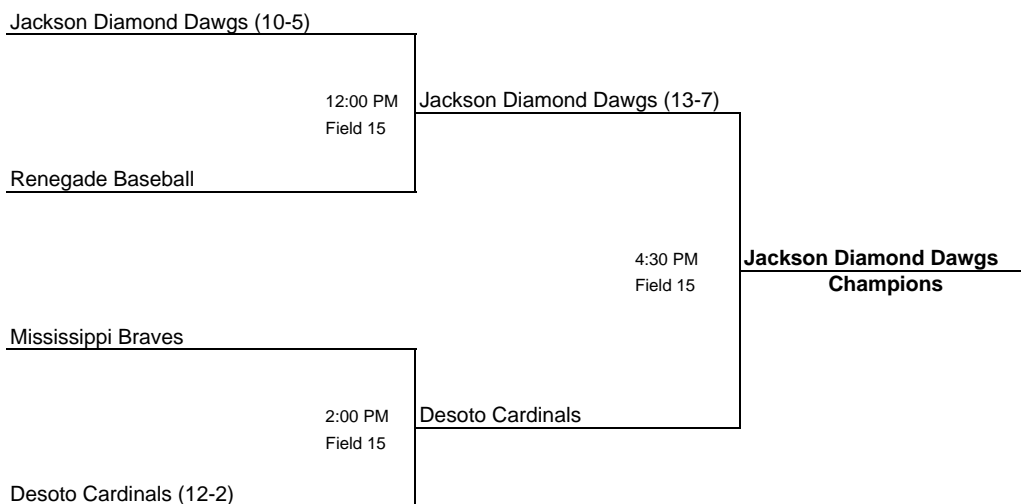 Jackson Diamond Dawgs (10-5)
12:00 PM
Field 15
Jackson Diamond Dawgs (13-7)
Renegade Baseball
4:30 PM
Field 15
Jackson Diamond Dawgs
Champions
Mississippi Braves
2:00 PM
Field 15
Desoto Cardinals
Desoto Cardinals (12-2)